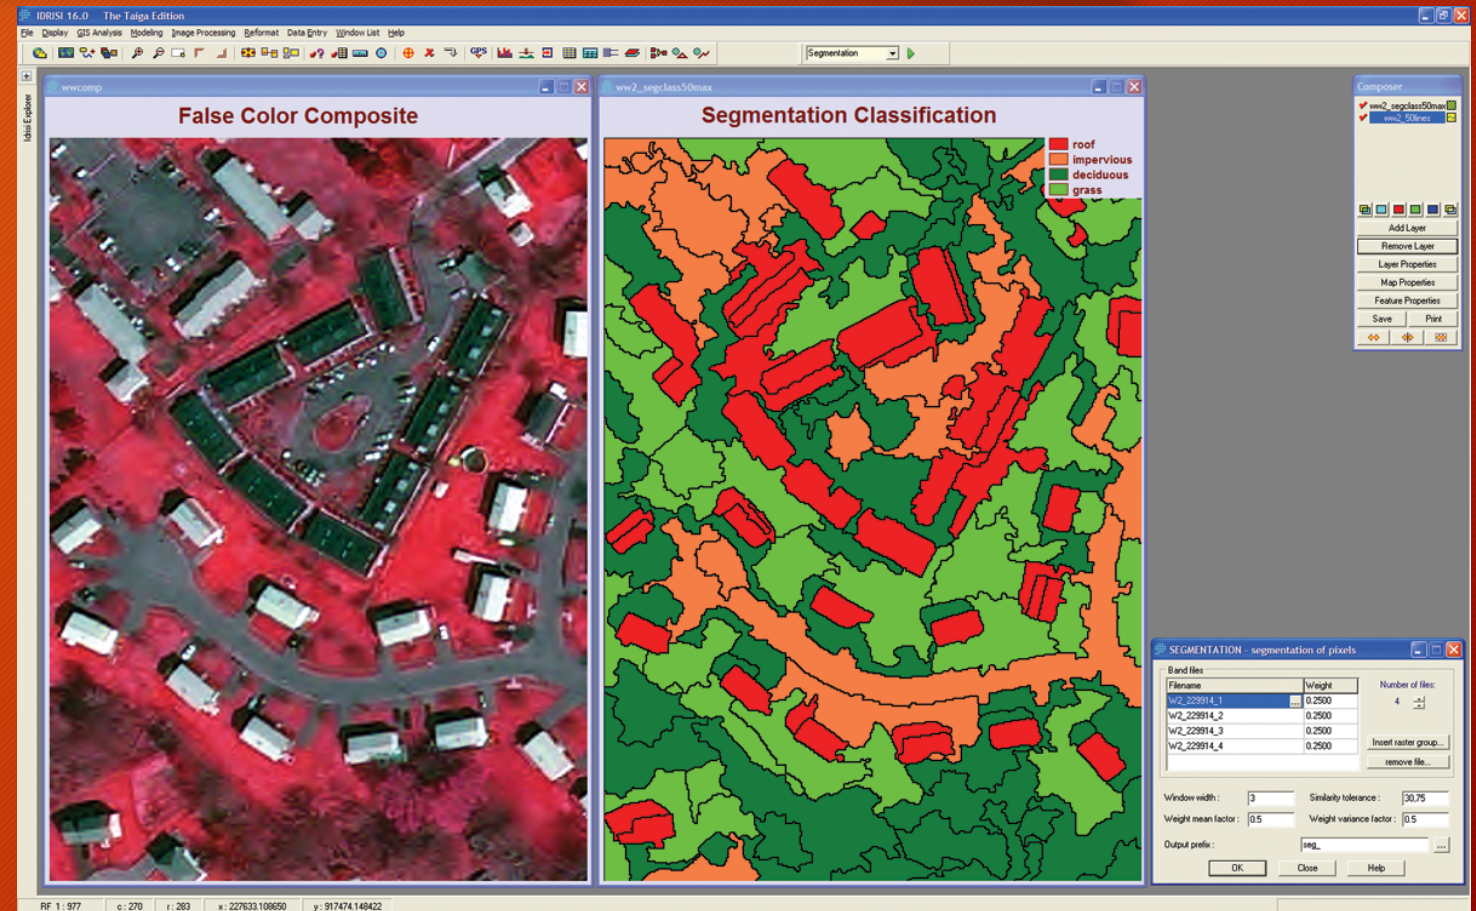 IDRISI 16.0 The Taiga Edition
File Display GIS Analysis Modeling Image Processing Reformat Data Entry Window List Help
GPS
Segmentation
Idrisi Explorer
wwcomp
False Color Composite
ww2_segclass50max
Segmentation Classification
roof
impervious
deciduous
grass
Composer
ww2_segclass50max
ww2_50lines
Add Layer
Remove Layer
Layer Properties
Map Properties
Feature Properties
Save Print
SEGMENTATION - segmentation of pixels
Band files
Filename Weight Number of files:
W2_229914_1 ... 0.2500 4
W2_229914_2 0.2500
W2_229914_3 0.2500
W2_229914_4 0.2500
Insert raster group...
remove file...
Window width : 3 Similarity tolerance : 30,75
Weight mean factor : 0.5 Weight variance factor : 0.5
Output prefix : seg_ ...
OK Close Help
RF 1 : 977 c : 270 r : 283 x : 227633.108650 y : 917474.148422